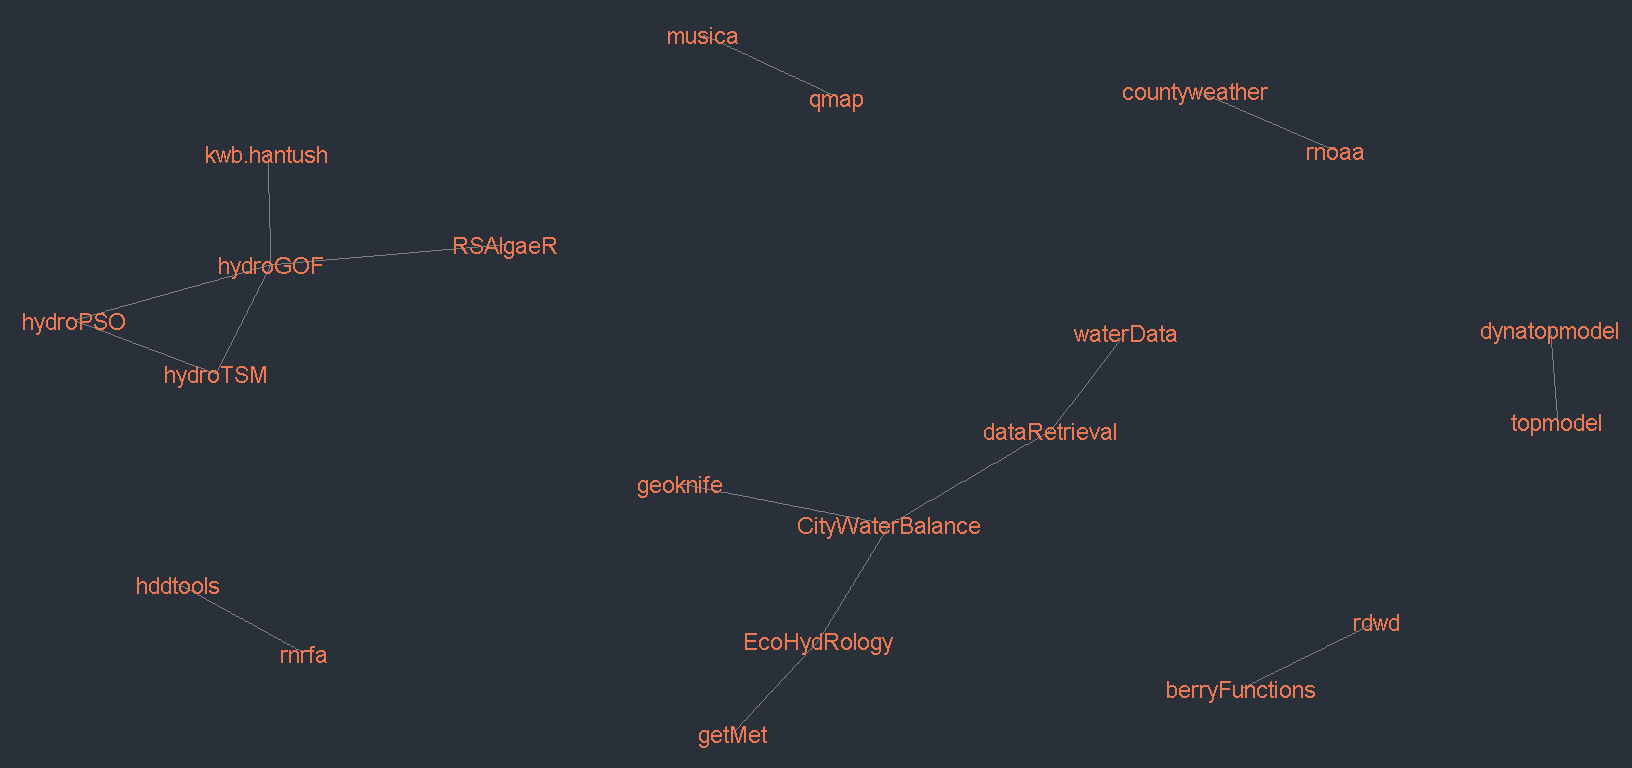 musica
qmap
countyweather
rnoaa
kwb.hantush
RSAlgaeR
hydroGOF
hydroPSO
hydroTSM
waterData
dynatopmodel
topmodel
dataRetrieval
geoknife
CityWaterBalance
hddtools
rnrfa
EcoHydRology
rdwd
berryFunctions
getMet